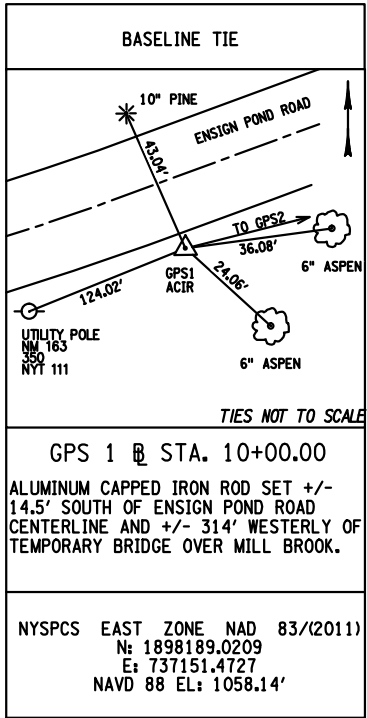 BASELINE TIE
10" PINE
ENSIGN POND ROAD
43.04'
TO GPS2
36.08'
6" ASPEN
GPS1
ACIR
124.02'
24.06'
UTILITY POLE
NM 163
350
NYT 111
6" ASPEN
TIES NOT TO SCALE
GPS 1 BL STA. 10+00.00
ALUMINUM CAPPED IRON ROD SET +/-
14.5' SOUTH OF ENSIGN POND ROAD
CENTERLINE AND +/- 314' WESTERLY OF
TEMPORARY BRIDGE OVER MILL BROOK.
NYSPCS EAST ZONE NAD 83/(2011)
N: 1898189.0209
E: 737151.4727
NAVD 88 EL: 1058.14'